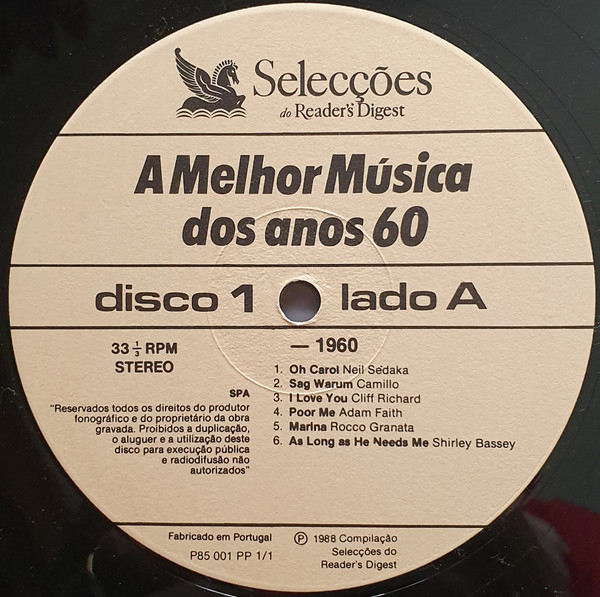 Selecções
do Reader's Digest
A Melhor Música
dos anos 60
disco 1 lado A
33 1/3 RPM
STEREO
SPA
"Reservados todos os direitos do produtor
fonográfico e do proprietário da obra
gravada. Proibidos a duplicação,
o aluguer e a utilização deste
disco para execução pública
e radiodifusão não
autorizados"
— 1960
1. Oh Carol Neil Sedaka
2. Sag Warum Camillo
3. I Love You Cliff Richard
4. Poor Me Adam Faith
5. Marina Rocco Granata
6. As Long as He Needs Me Shirley Bassey
Fabricado em Portugal
P85 001 PP 1/1
Ⓟ 1988 Compilação
Selecções do
Reader's Digest